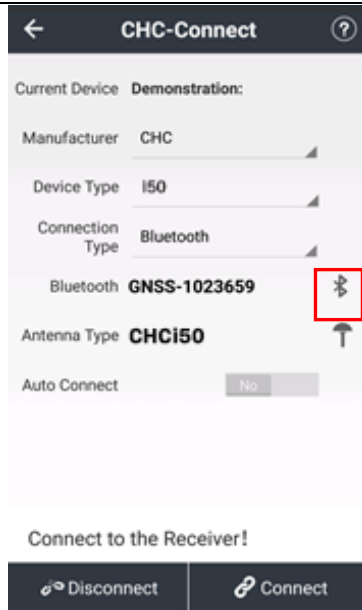 CHC-Connect ?
Current Device Demonstration:
Manufacturer CHC
Device Type i50
Connection
Type Bluetooth
Bluetooth GNSS-1023659
Antenna Type CHCi50
Auto Connect No
Connect to the Receiver!
Disconnect Connect